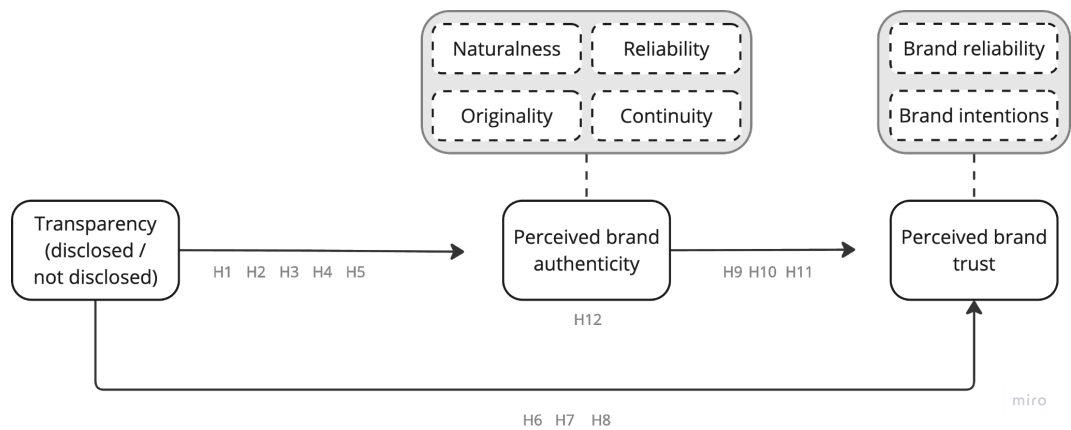 Naturalness
Reliability
Originality
Continuity
Brand reliability
Brand intentions
Transparency
(disclosed /
not disclosed)
H1 H2 H3 H4 H5
Perceived brand
authenticity
H12
H9 H10 H11
Perceived brand
trust
H6 H7 H8
miro